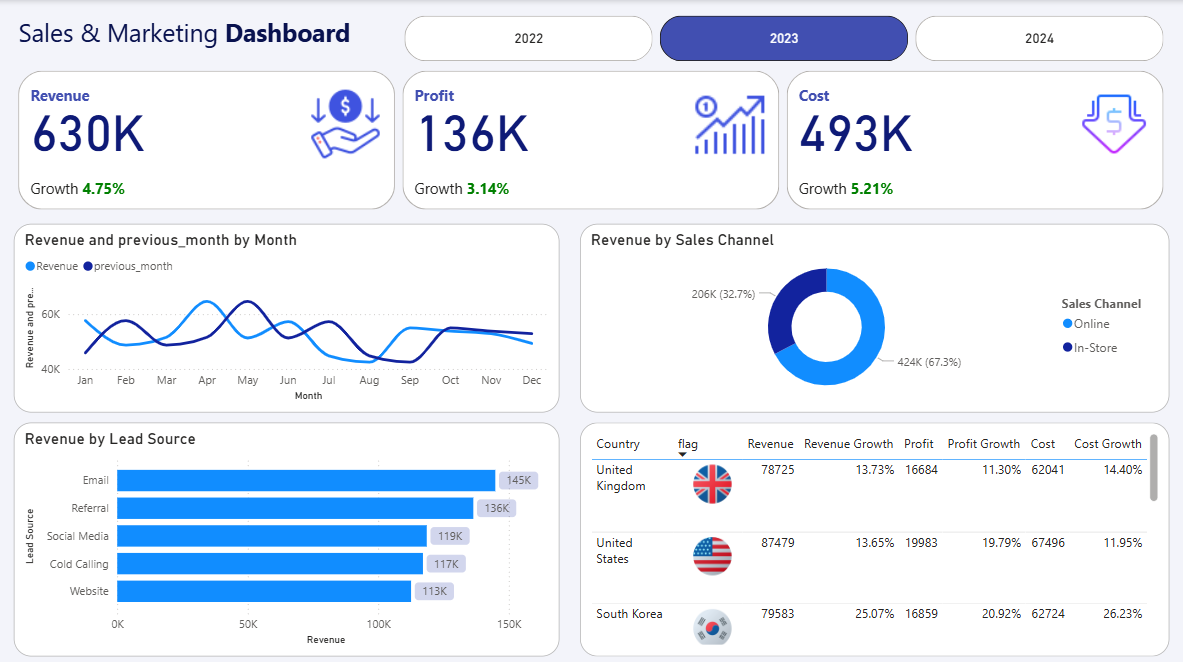 Sales & Marketing Dashboard
2022
2023
2024
Revenue
630K
Growth 4.75%
Profit
136K
Growth 3.14%
Cost
493K
Growth 5.21%
Revenue and previous_month by Month
Revenue previous_month
Revenue and pre...
60K
40K
Jan Feb Mar Apr May Jun Jul Aug Sep Oct Nov Dec
Month
Revenue by Sales Channel
206K (32.7%)
424K (67.3%)
Sales Channel
Online
In-Store
Revenue by Lead Source
Lead Source
Email 145K
Referral 136K
Social Media 119K
Cold Calling 117K
Website 113K
0K 50K 100K 150K
Revenue
Country flag Revenue Revenue Growth Profit Profit Growth Cost Cost Growth
United 78725 13.73% 16684 11.30% 62041 14.40%
Kingdom
United 87479 13.65% 19983 19.79% 67496 11.95%
States
South Korea 79583 25.07% 16859 20.92% 62724 26.23%